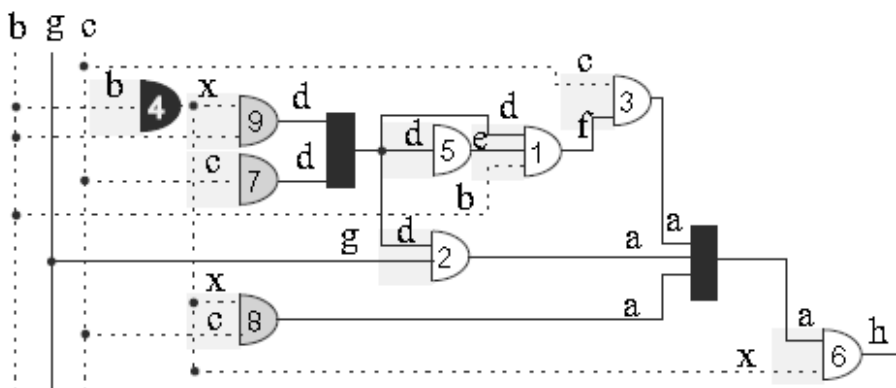 b g c
b 4 x
9 d
c 7 d
d 5 e
d 1 f
b
c 3
g d 2 a
a
x
c 8 a
a
x 6 h